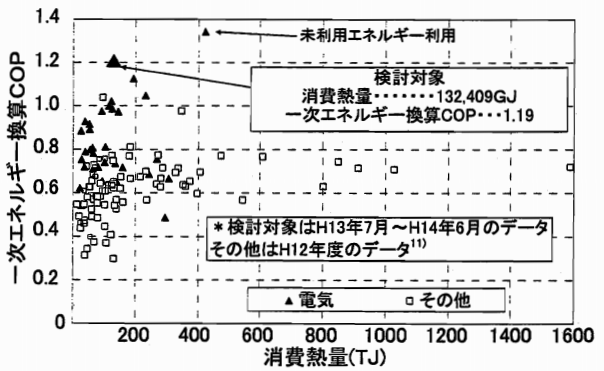 1.4
1.2
1.0
0.8
0.6
0.4
0.2
0
一次エネルギー換算COP
未利用エネルギー利用
検討対象
消費熱量・・・・・・・132,409GJ
一次エネルギー換算COP・・・1.19
＊検討対象はH13年7月～H14年6月のデータ
その他はH12年度のデータ11)
▲電気 □その他
200 400 600 800 1000 1200 1400 1600
消費熱量(TJ)